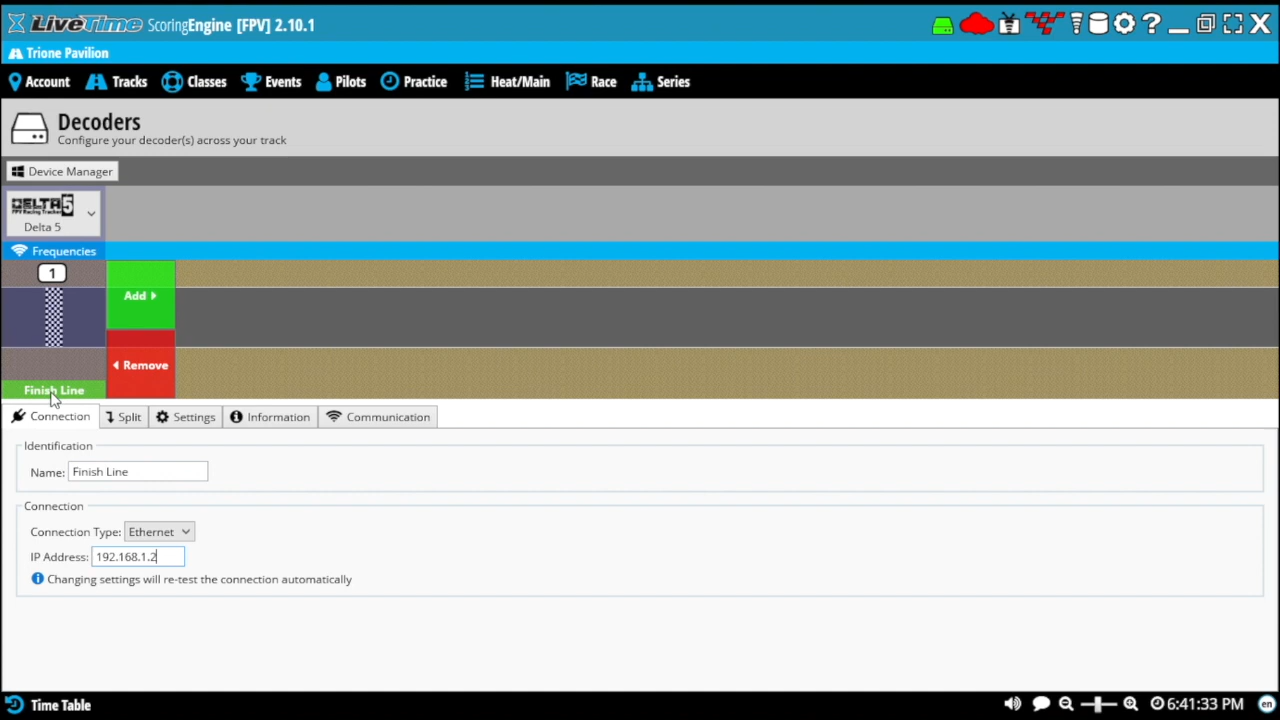 LiveTime ScoringEngine [FPV] 2.10.1
Trione Pavilion
Account Tracks Classes Events Pilots Practice Heat/Main Race Series
Decoders
Configure your decoder(s) across your track
Device Manager
DELTA5
FPV Racing Tracker
Delta 5
Frequencies
1
Add
Remove
Finish Line
Connection Split Settings Information Communication
Identification
Name: Finish Line
Connection
Connection Type: Ethernet
IP Address: 192.168.1.2
Changing settings will re-test the connection automatically
Time Table 6:41:33 PM en